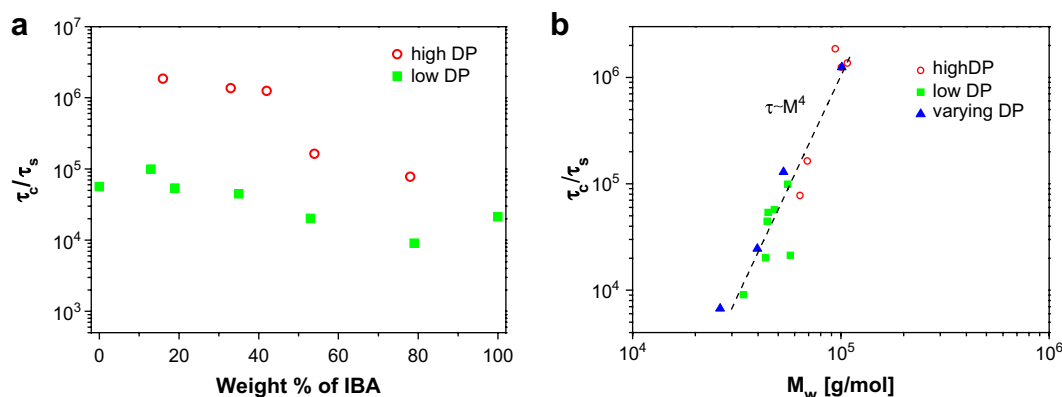 a
τc/τs
10^7
10^6
10^5
10^4
10^3
high DP
low DP
0
20
40
60
80
100
Weight % of IBA
b
τc/τs
10^6
10^5
10^4
τ~M^4
highDP
low DP
varying DP
10^4
10^5
10^6
Mw [g/mol]